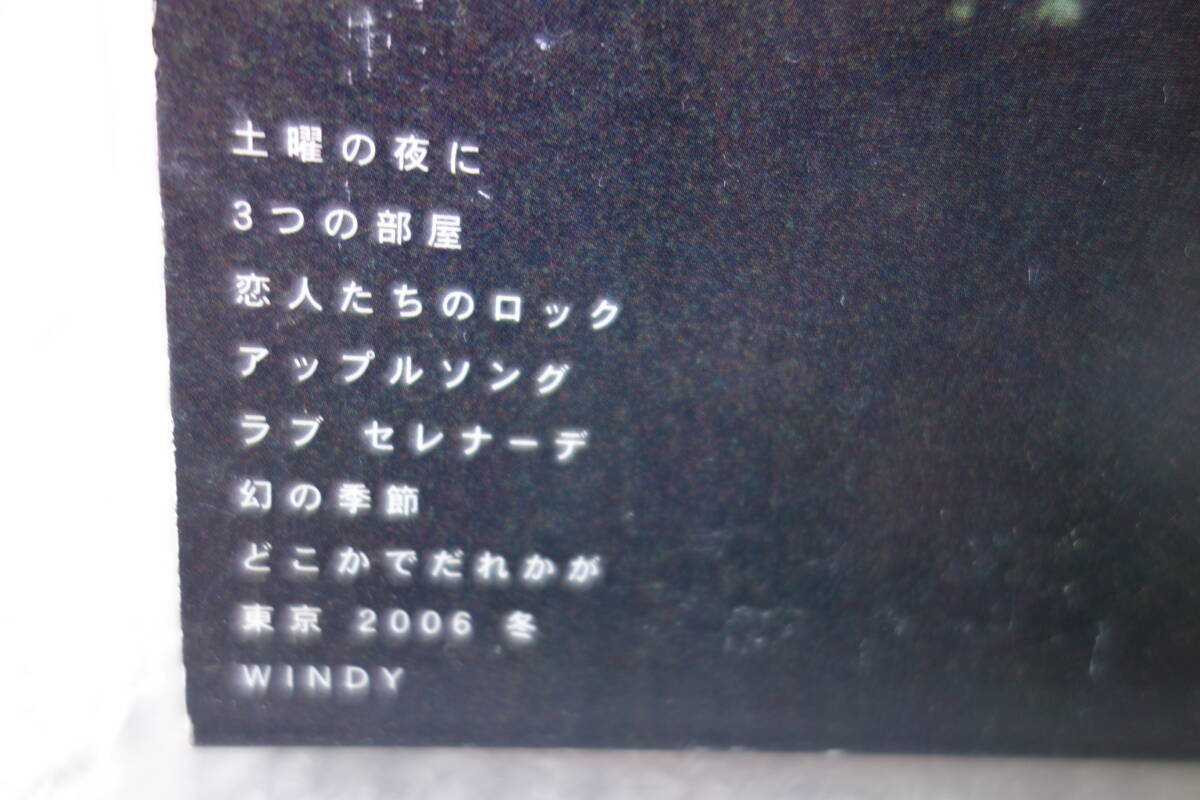 土曜の夜に
3つの部屋
恋人たちのロック
アップルソング
ラブ セレナーデ
幻の季節
どこかでだれかが
東京 2006 冬
WINDY